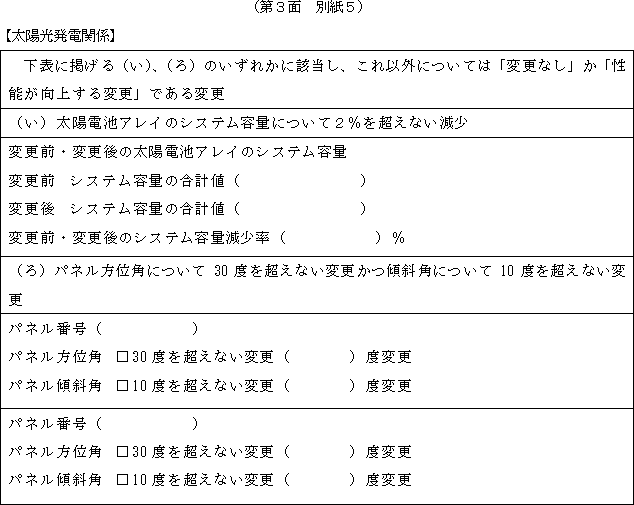 （第３面　別紙５）
【太陽光発電関係】
下表に掲げる（い）、（ろ）のいずれかに該当し、これ以外については「変更なし」か「性
能が向上する変更」である変更
（い）太陽電池アレイのシステム容量について２％を超えない減少
変更前・変更後の太陽電池アレイのシステム容量
変更前　システム容量の合計値（　　　　　　　　）
変更後　システム容量の合計値（　　　　　　　　）
変更前・変更後のシステム容量減少率（　　　　　　）％
（ろ）パネル方位角について 30 度を超えない変更かつ傾斜角について 10 度を超えない変
更
パネル番号（　　　　　　）
パネル方位角　□30 度を超えない変更（　　　　）度変更
パネル傾斜角　□10 度を超えない変更（　　　　）度変更
パネル番号（　　　　　　）
パネル方位角　□30 度を超えない変更（　　　　）度変更
パネル傾斜角　□10 度を超えない変更（　　　　）度変更